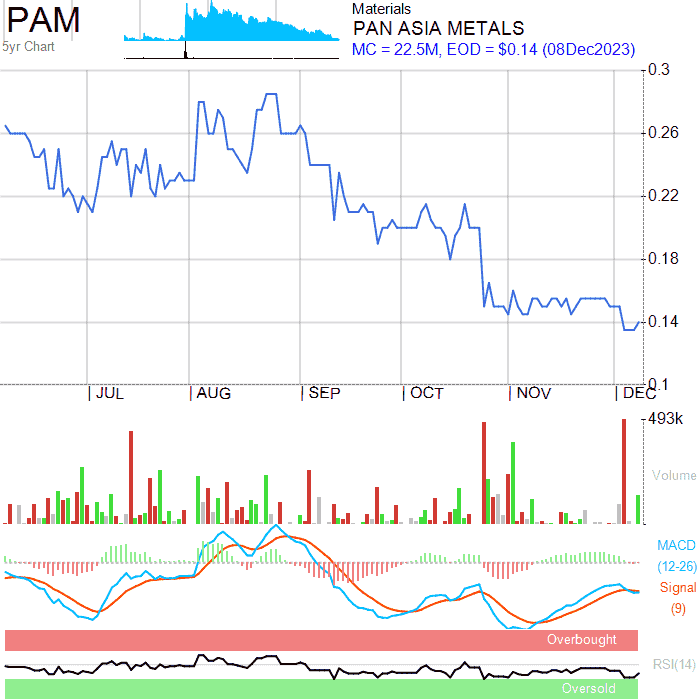 PAM
5yr Chart
Materials
PAN ASIA METALS
MC = 22.5M, EOD = $0.14 (08Dec2023)
0.3
0.26
0.22
0.18
0.14
0.1
JUL AUG SEP OCT NOV DEC
493k
Volume
MACD
(12-26)
Signal
(9)
Overbought
RSI(14)
Oversold